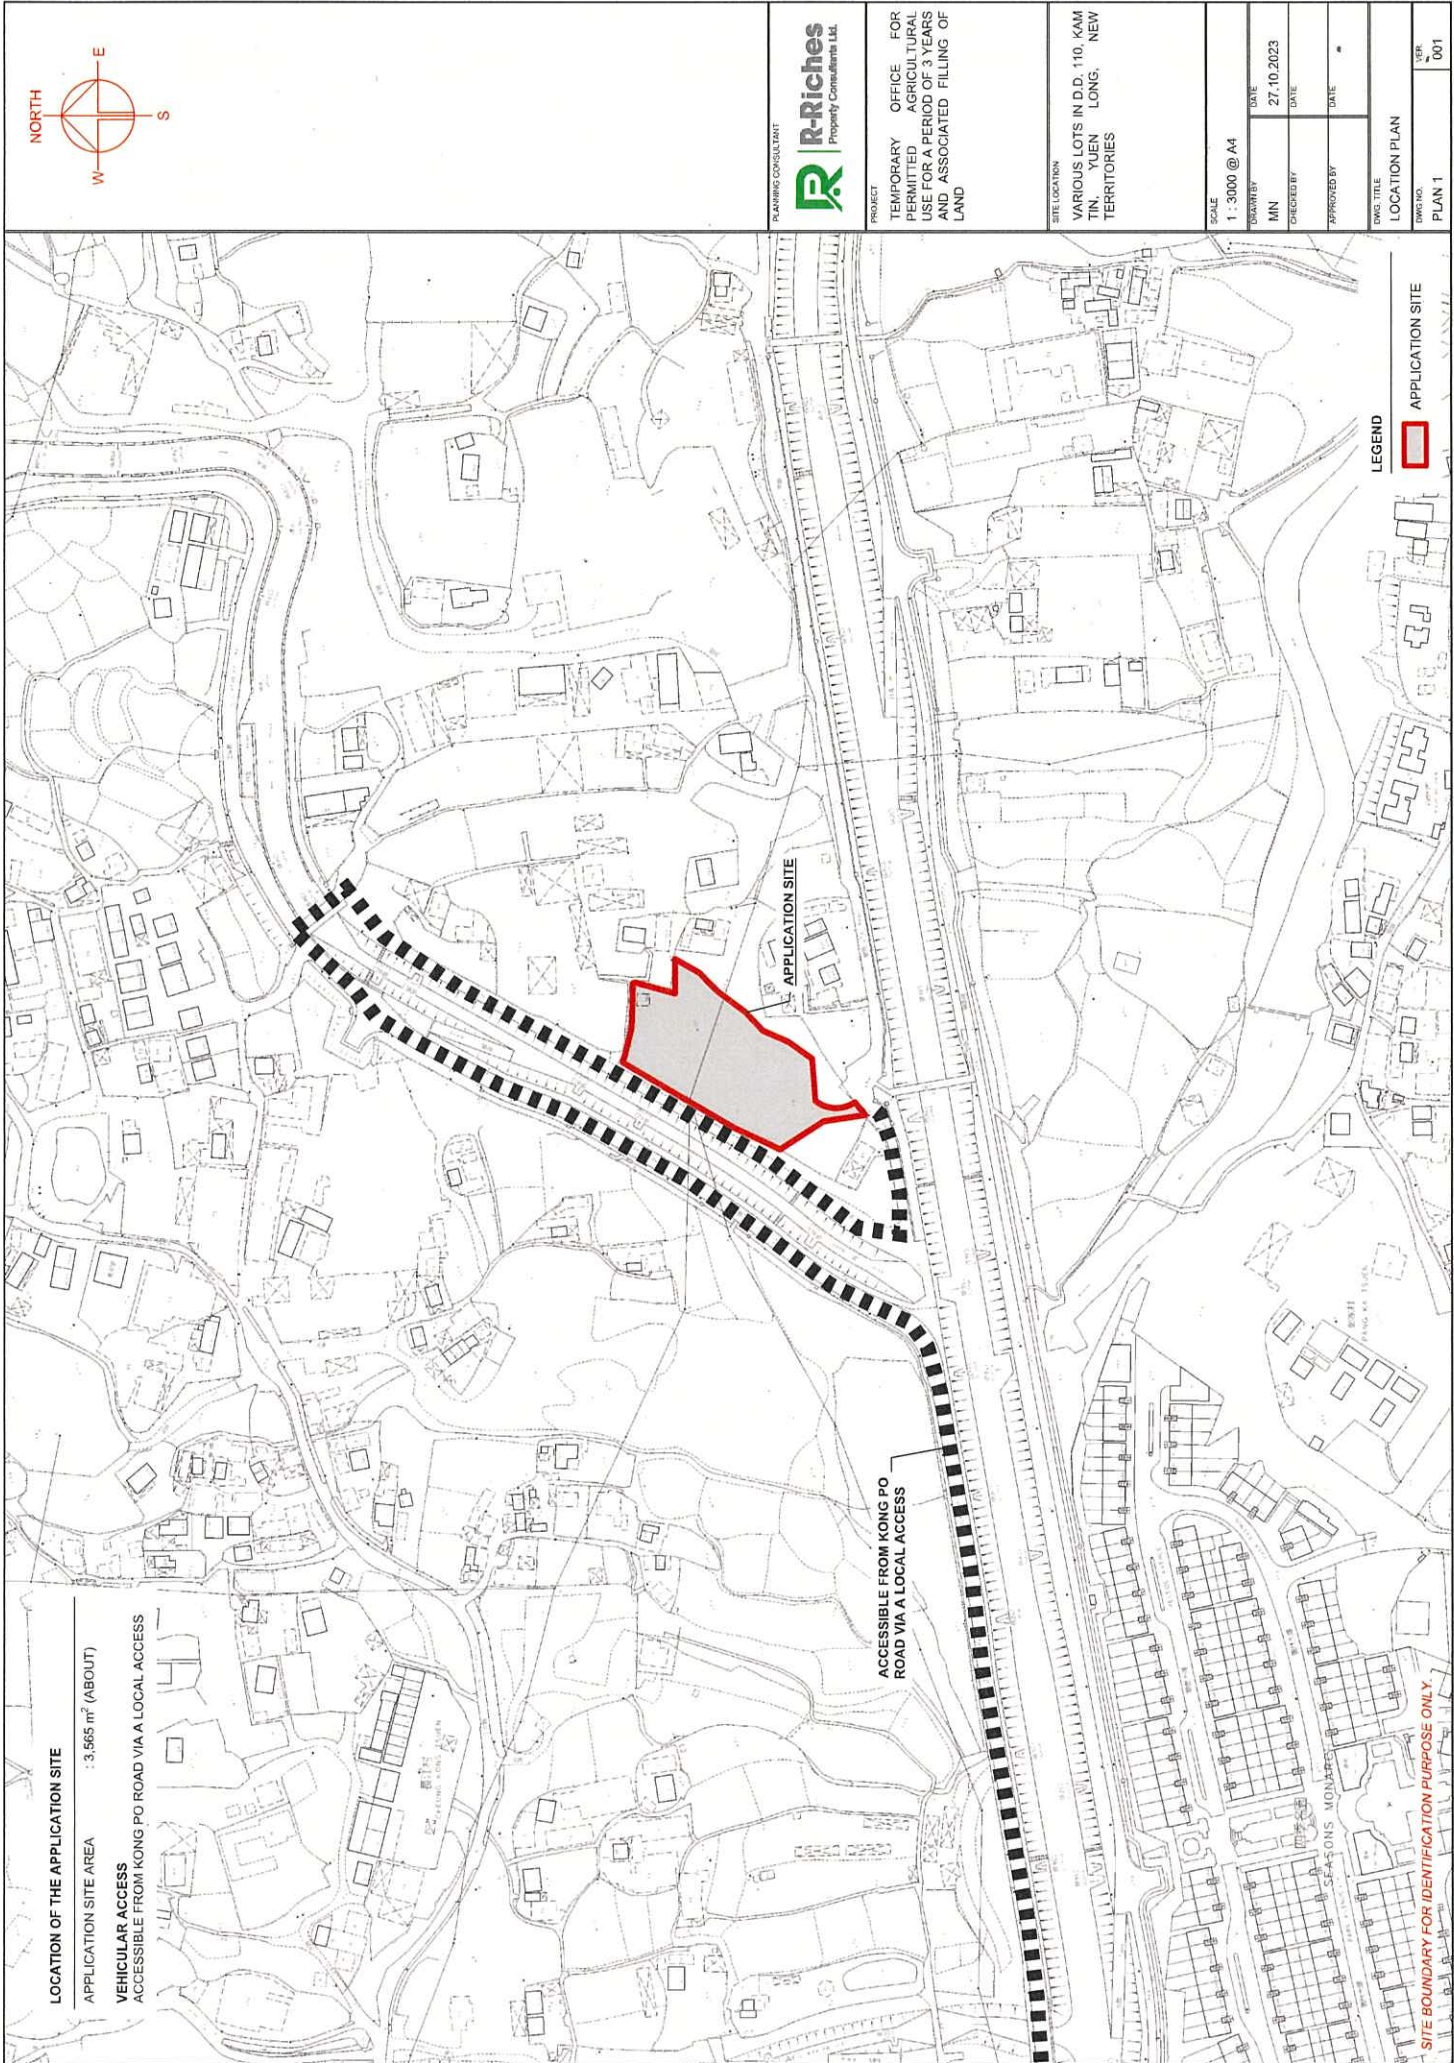 LOCATION OF THE APPLICATION SITE
APPLICATION SITE AREA : 3,565 m² (ABOUT)
VEHICULAR ACCESS
ACCESSIBLE FROM KONG PO ROAD VIA A LOCAL ACCESS
NORTH
W
E
S
ACCESSIBLE FROM KONG PO
ROAD VIA A LOCAL ACCESS
APPLICATION SITE
PANG KA TSUEN
LEGEND
APPLICATION SITE
SITE BOUNDARY FOR IDENTIFICATION PURPOSE ONLY.
PLANNING CONSULTANT
R-Riches
Property Consultants Ltd.
PROJECT
TEMPORARY OFFICE FOR
PERMITTED AGRICULTURAL
USE FOR A PERIOD OF 3 YEARS
AND ASSOCIATED FILLING OF
LAND
SITE LOCATION
VARIOUS LOTS IN D.D. 110, KAM
TIN, YUEN LONG, NEW
TERRITORIES
SCALE
1 : 3000 @ A4
DRAWN BY
MN
DATE
27.10.2023
CHECKED BY
DATE
APPROVED BY
DATE
DWG. TITLE
LOCATION PLAN
DWG NO.
PLAN 1
VER.
001